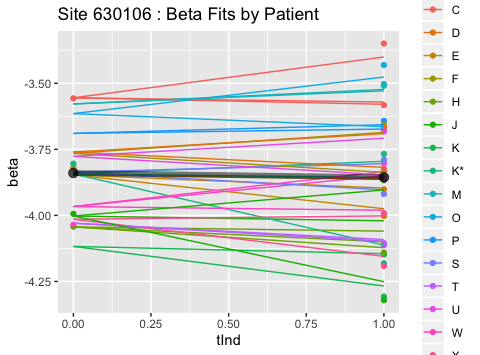 Site 630106 : Beta Fits by Patient
beta
-3.50
-3.75
-4.00
-4.25
0.00 0.25 0.50 0.75 1.00
tInd
C
D
E
F
H
J
K
K*
M
O
P
S
T
U
W